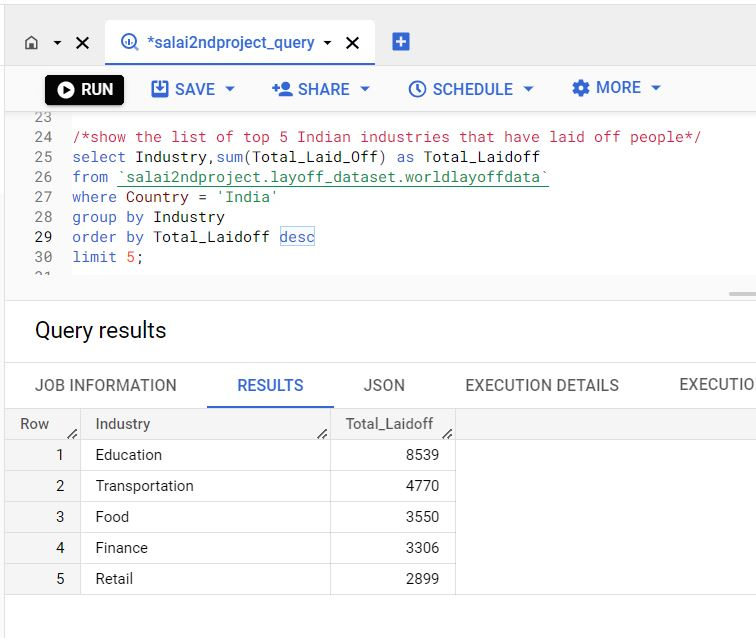 *salai2ndproject_query
RUN SAVE SHARE SCHEDULE MORE
23
24 /*show the list of top 5 Indian industries that have laid off people*/
25 select Industry,sum(Total_Laid_Off) as Total_Laidoff
26 from `salai2ndproject.layoff_dataset.worldlayoffdata`
27 where Country = 'India'
28 group by Industry
29 order by Total_Laidoff desc
30 limit 5;
31
Query results
JOB INFORMATION RESULTS JSON EXECUTION DETAILS EXECUTIO
Row Industry Total_Laidoff
1 Education 8539
2 Transportation 4770
3 Food 3550
4 Finance 3306
5 Retail 2899